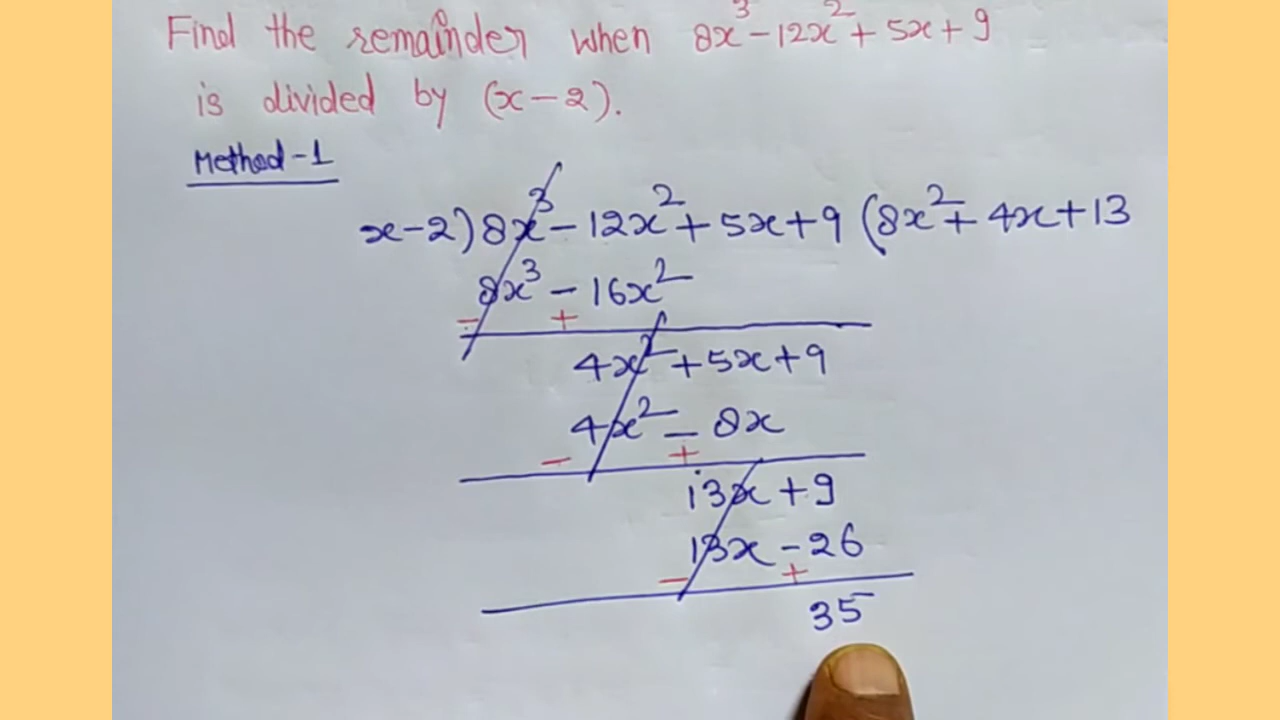 Find the remainder when 8x³ - 12x² + 5x + 9
is divided by (x - 2).
Method - 1
x - 2) 8x³ - 12x² + 5x + 9 (8x² + 4x + 13
8x³ - 16x²
- +
4x² + 5x + 9
4x² - 8x
- +
13x + 9
13x - 26
- +
35